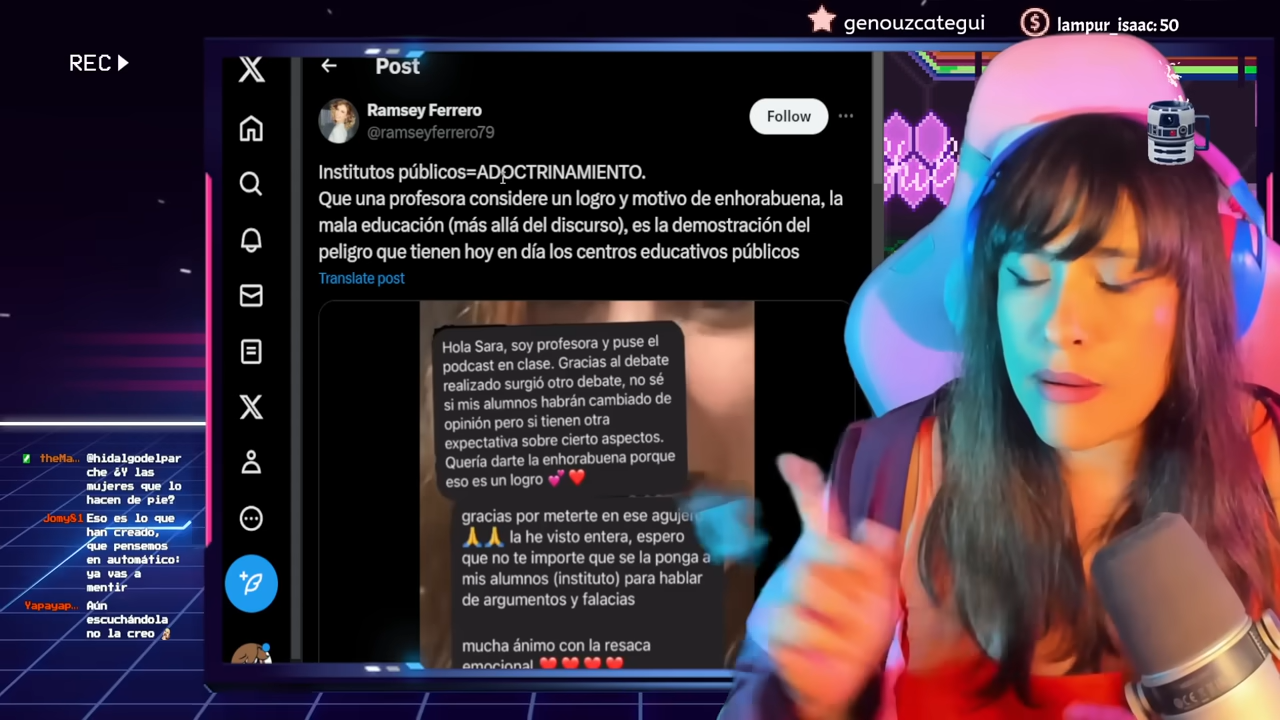 genouzcategui
lampur_isaac: 50
REC
Post
Ramsey Ferrero
@ramseyferrero79
Follow
Institutos públicos=ADOCTRINAMIENTO.
Que una profesora considere un logro y motivo de enhorabuena, la
mala educación (más allá del discurso), es la demostración del
peligro que tienen hoy en día los centros educativos públicos
Translate post
Hola Sara, soy profesora y puse el
podcast en clase. Gracias al debate
realizado surgió otro debate, no sé
si mis alumnos habrán cambiado de
opinión pero si tienen otra
expectativa sobre cierto aspectos.
Quería darte la enhorabuena porque
eso es un logro 💕 ❤️
gracias por meterte en ese agujer
🙏🙏 la he visto entera, espero
que no te importe que se la ponga a
mis alumnos (instituto) para hablar
de argumentos y falacias
mucha ánimo con la resaca
emocional ❤️❤️❤️❤️
theMa... @hidalgodelpar
che ¿Y las
mujeres que lo
hacen de pie?
Jomy81 Eso es lo que
han creado,
que pensemos
en automático:
ya vas a
mentir
Yapayap... Aún
escuchándola
no la creo